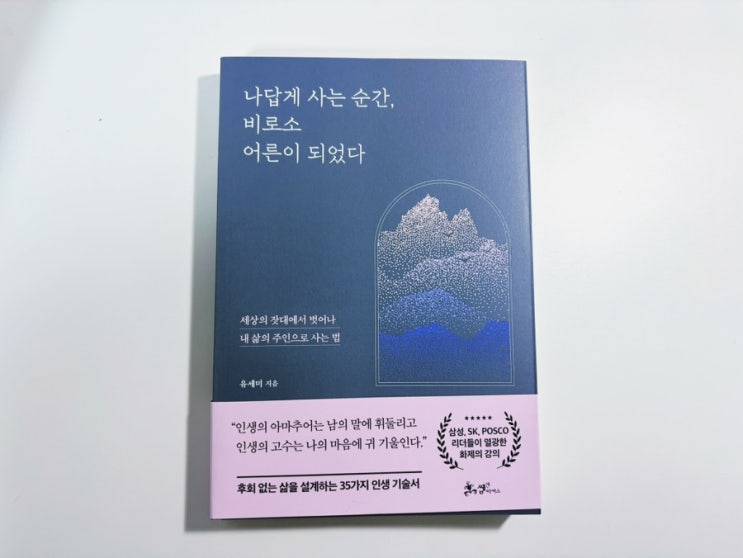 나답게 사는 순간,
비로소
어른이 되었다
세상의 잣대에서 벗어나
내 삶의 주인으로 사는 법
유세미 지음
“인생의 아마추어는 남의 말에 휘둘리고
인생의 고수는 나의 마음에 귀 기울인다.”
★★★★★
삼성, SK, POSCO
리더들이 열광한
화제의 강의
후회 없는 삶을 설계하는 35가지 인생 기술서